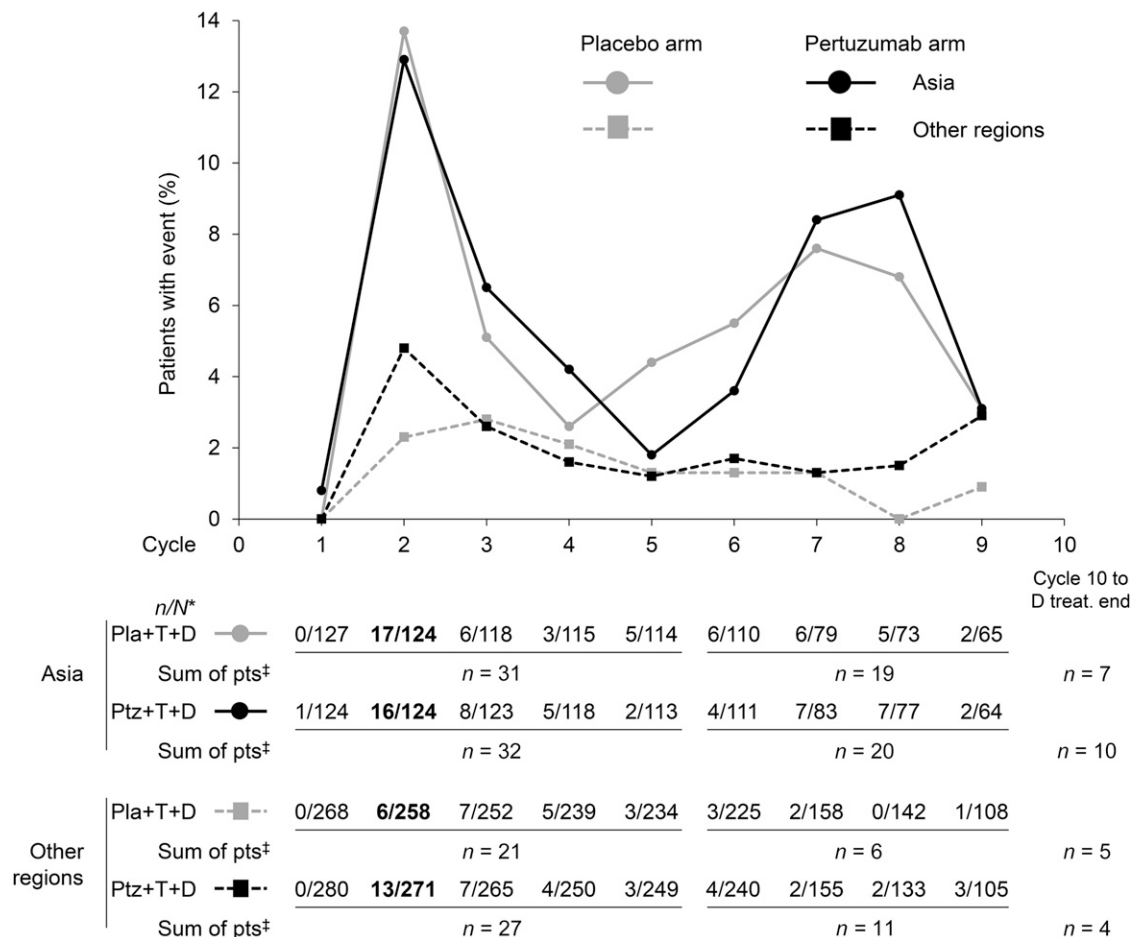 14
12
10
8
6
4
2
0
Patients with event (%)
Placebo arm Pertuzumab arm
Asia
Other regions
Cycle 0 1 2 3 4 5 6 7 8 9 10
Cycle 10 to
D treat. end
n/N*
Asia
Pla+T+D 0/127 17/124 6/118 3/115 5/114 6/110 6/79 5/73 2/65
Sum of pts‡ n = 31 n = 19 n = 7
Ptz+T+D 1/124 16/124 8/123 5/118 2/113 4/111 7/83 7/77 2/64
Sum of pts‡ n = 32 n = 20 n = 10
Other
regions
Pla+T+D 0/268 6/258 7/252 5/239 3/234 3/225 2/158 0/142 1/108
Sum of pts‡ n = 21 n = 6 n = 5
Ptz+T+D 0/280 13/271 7/265 4/250 3/249 4/240 2/155 2/133 3/105
Sum of pts‡ n = 27 n = 11 n = 4